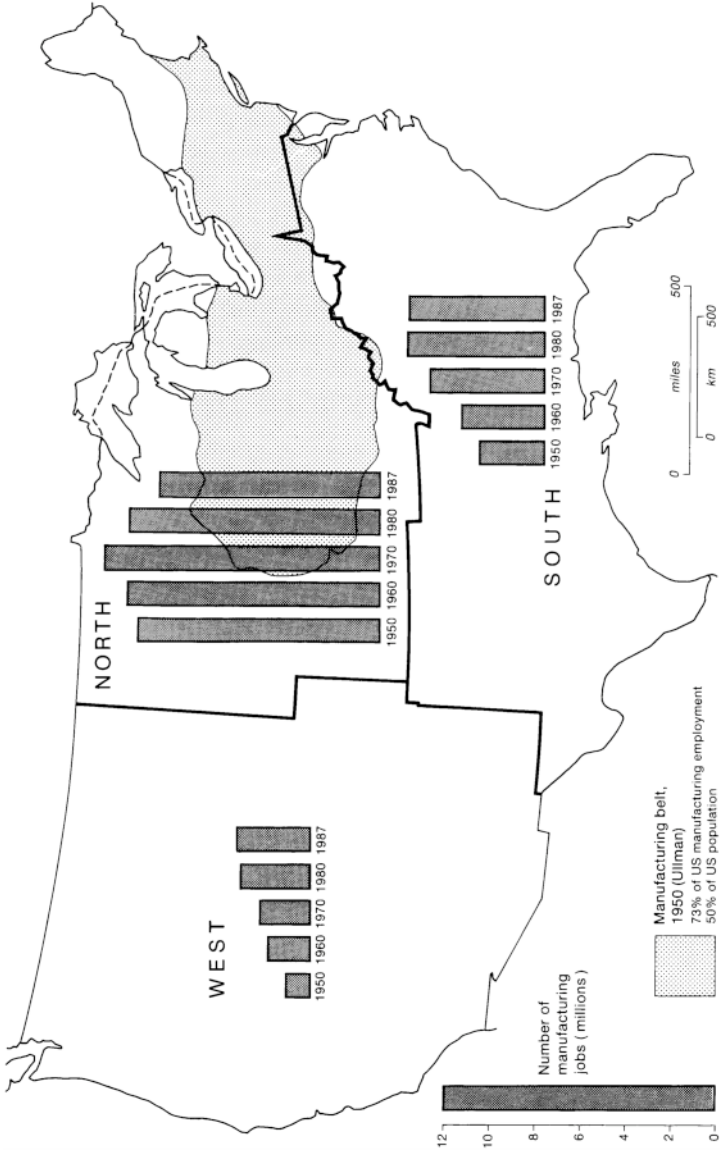 NORTH
1950 1960 1970 1980 1987
WEST
1950 1960 1970 1980 1987
SOUTH
1950 1960 1970 1980 1987
0 miles 500
0 km 500
Number of
manufacturing
jobs ( millions )
12
10
8
6
4
2
0
Manufacturing belt,
1950 (Ullman)
73% of US manufacturing employment
50% of US population